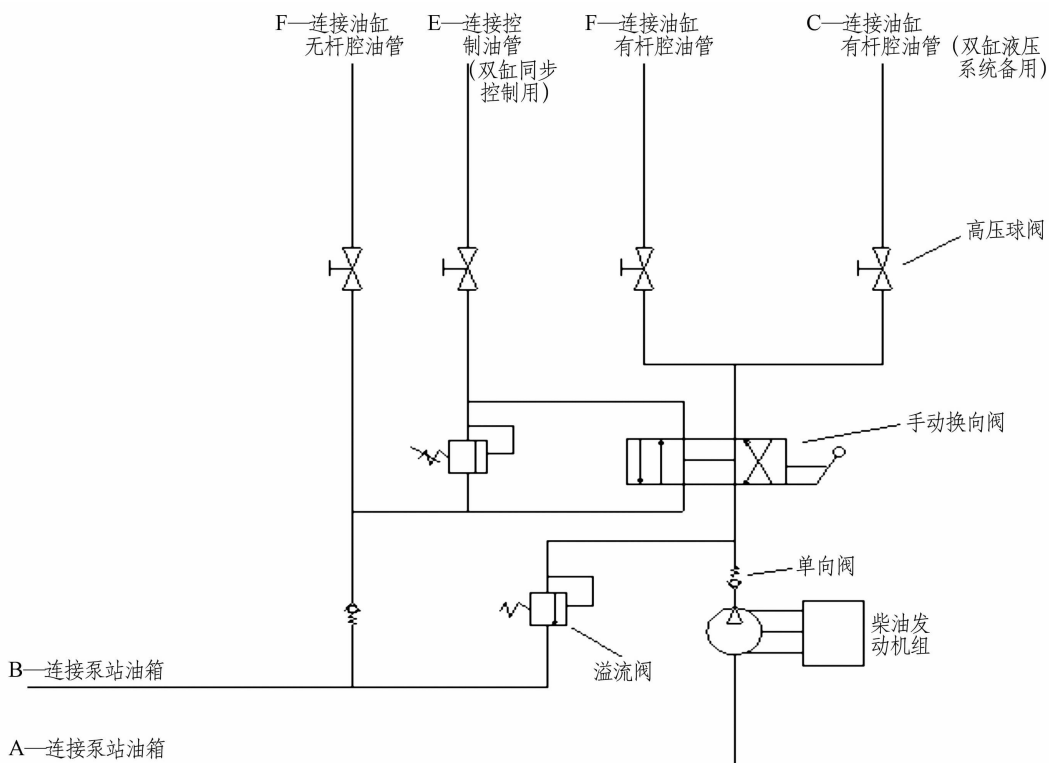 F—连接油缸
无杆腔油管
E—连接控
制油管
(双缸同步
控制用)
F—连接油缸
有杆腔油管
C—连接油缸
有杆腔油管 (双缸液压
系统备用)
高压球阀
手动换向阀
单向阀
柴油发
动机组
溢流阀
B—连接泵站油箱
A—连接泵站油箱